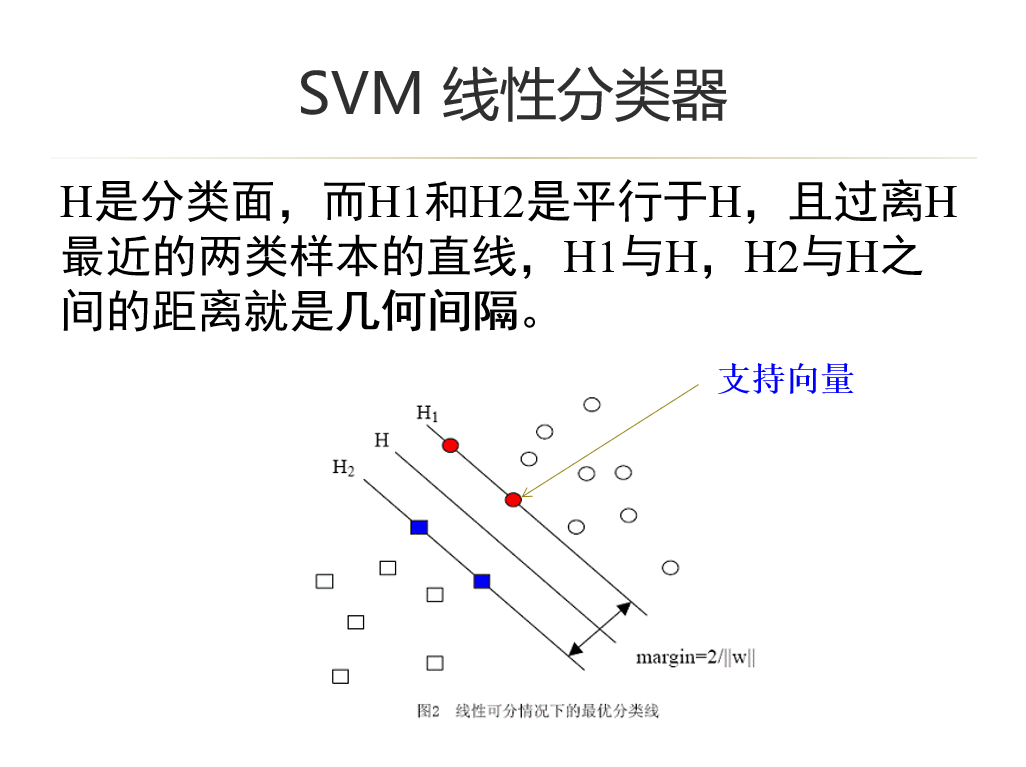 SVM 线性分类器
H是分类面，而H1和H2是平行于H，且过离H
最近的两类样本的直线，H1与H，H2与H之
间的距离就是几何间隔。
支持向量
H1
H
H2
margin=2/||w||
图2 线性可分情况下的最优分类线